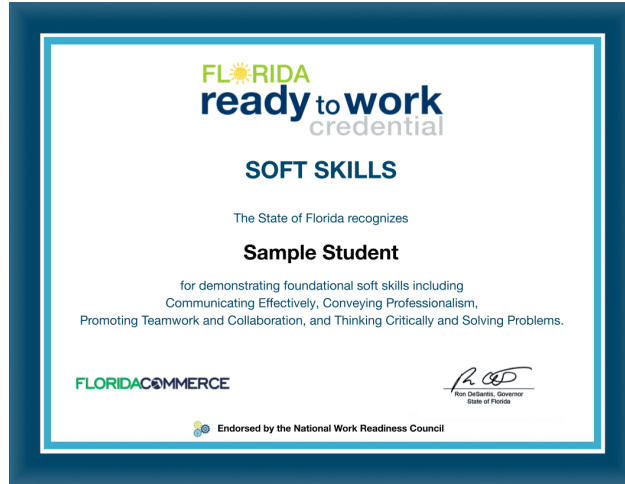 FLORIDA
ready to work
credential
SOFT SKILLS
The State of Florida recognizes
Sample Student
for demonstrating foundational soft skills including
Communicating Effectively, Conveying Professionalism,
Promoting Teamwork and Collaboration, and Thinking Critically and Solving Problems.
FLORIDACOMMERCE
Ron DeSantis, Governor
State of Florida
Endorsed by the National Work Readiness Council